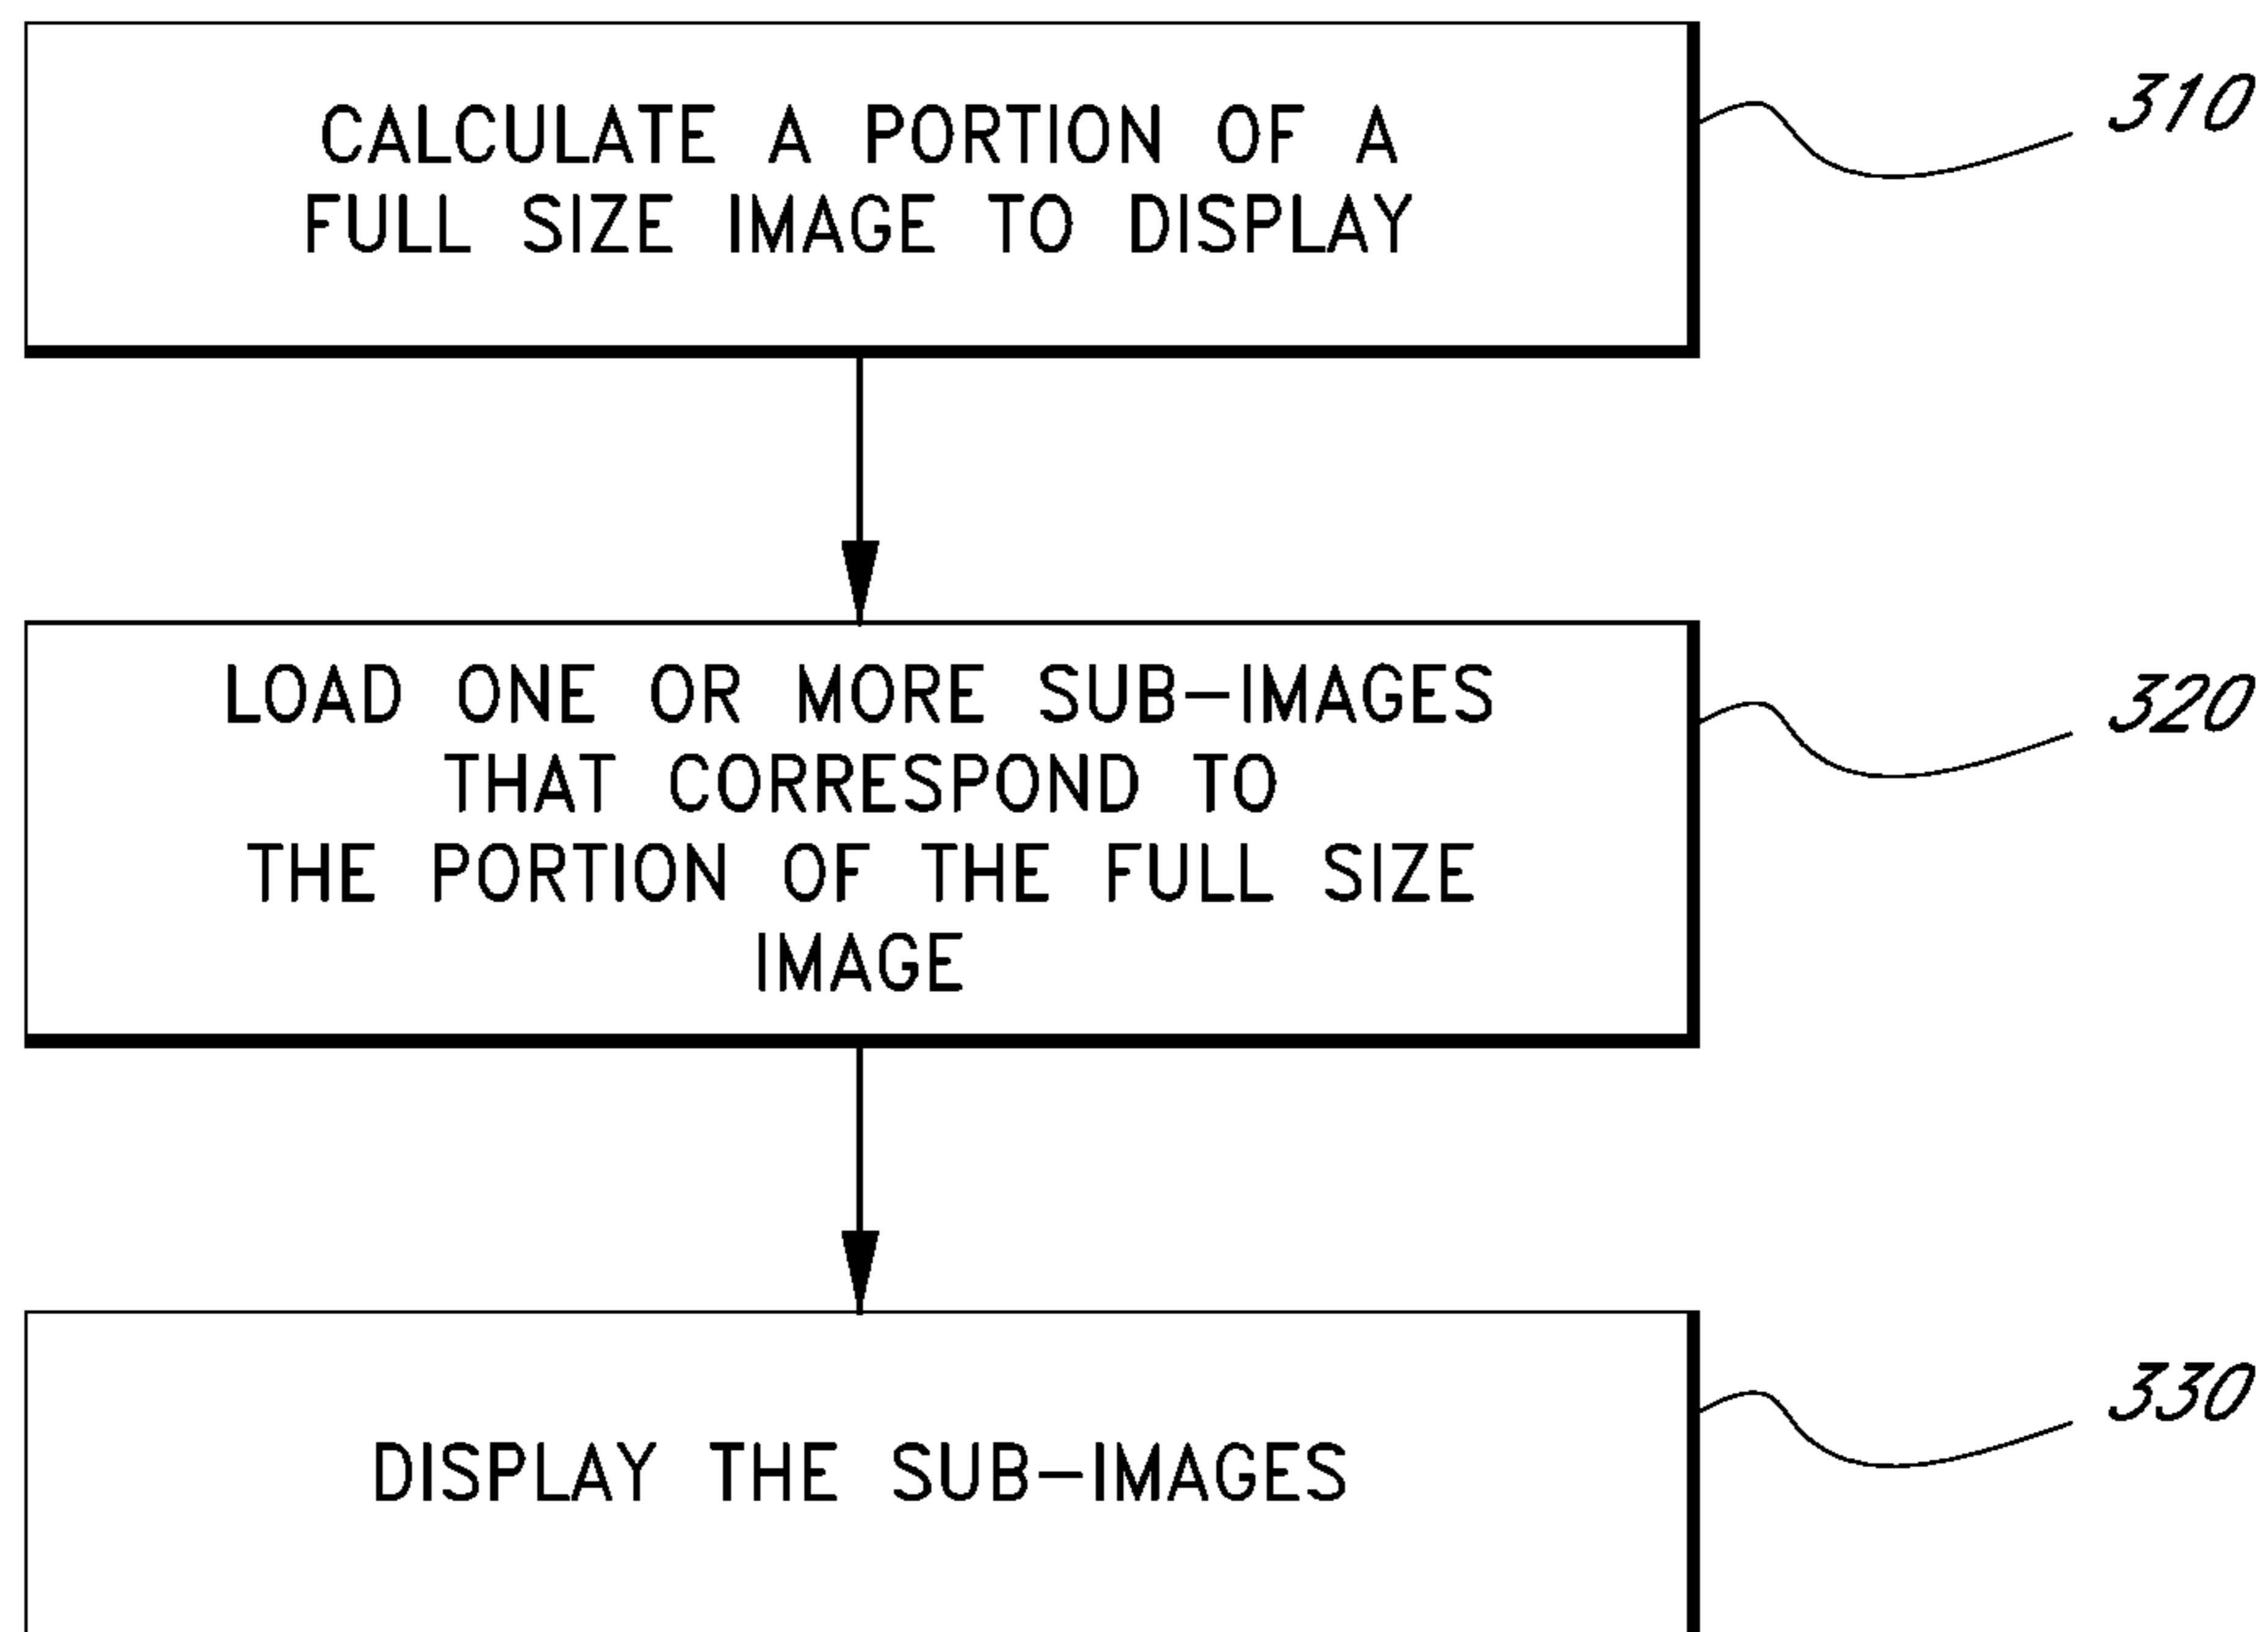 CALCULATE A PORTION OF A
FULL SIZE IMAGE TO DISPLAY
310
LOAD ONE OR MORE SUB-IMAGES
THAT CORRESPOND TO
THE PORTION OF THE FULL SIZE
IMAGE
320
DISPLAY THE SUB-IMAGES
330